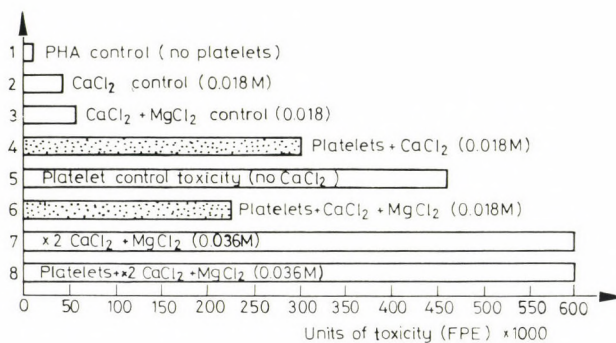 1 PHA control (no platelets)
2 CaCl₂ control (0.018M)
3 CaCl₂ + MgCl₂ control (0.018)
4 Platelets + CaCl₂ (0.018M)
5 Platelet control toxicity (no CaCl₂)
6 Platelets+CaCl₂ + MgCl₂ (0.018M)
7 ×2 CaCl₂ + MgCl₂ (0.036M)
8 Platelets+×2 CaCl₂ + MgCl₂ (0.036M)
0 50 100 150 200 250 300 350 400 450 500 550 600
Units of toxicity (FPE) ×1000